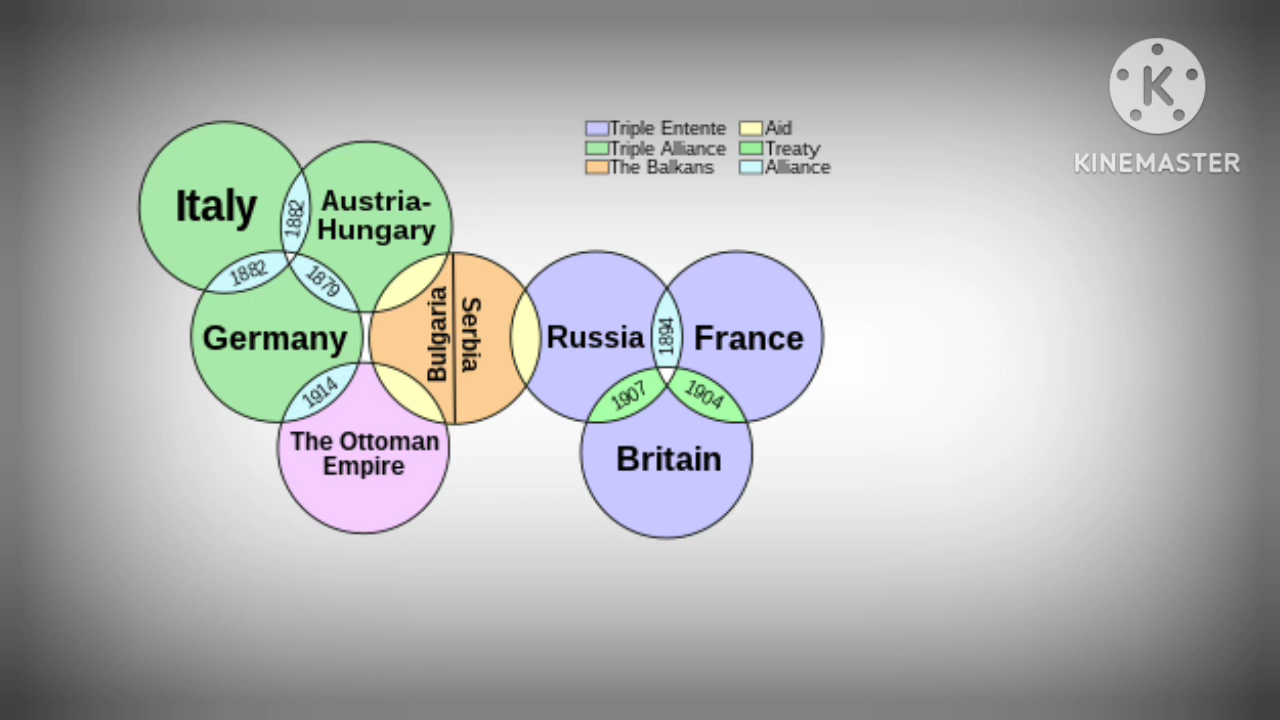 KINEMASTER
Triple Entente
Triple Alliance
The Balkans
Aid
Treaty
Alliance
Italy
Austria-
Hungary
1882
1882
1879
Germany
Bulgaria
Serbia
Russia
1894
France
1914
1907
1904
The Ottoman
Empire
Britain